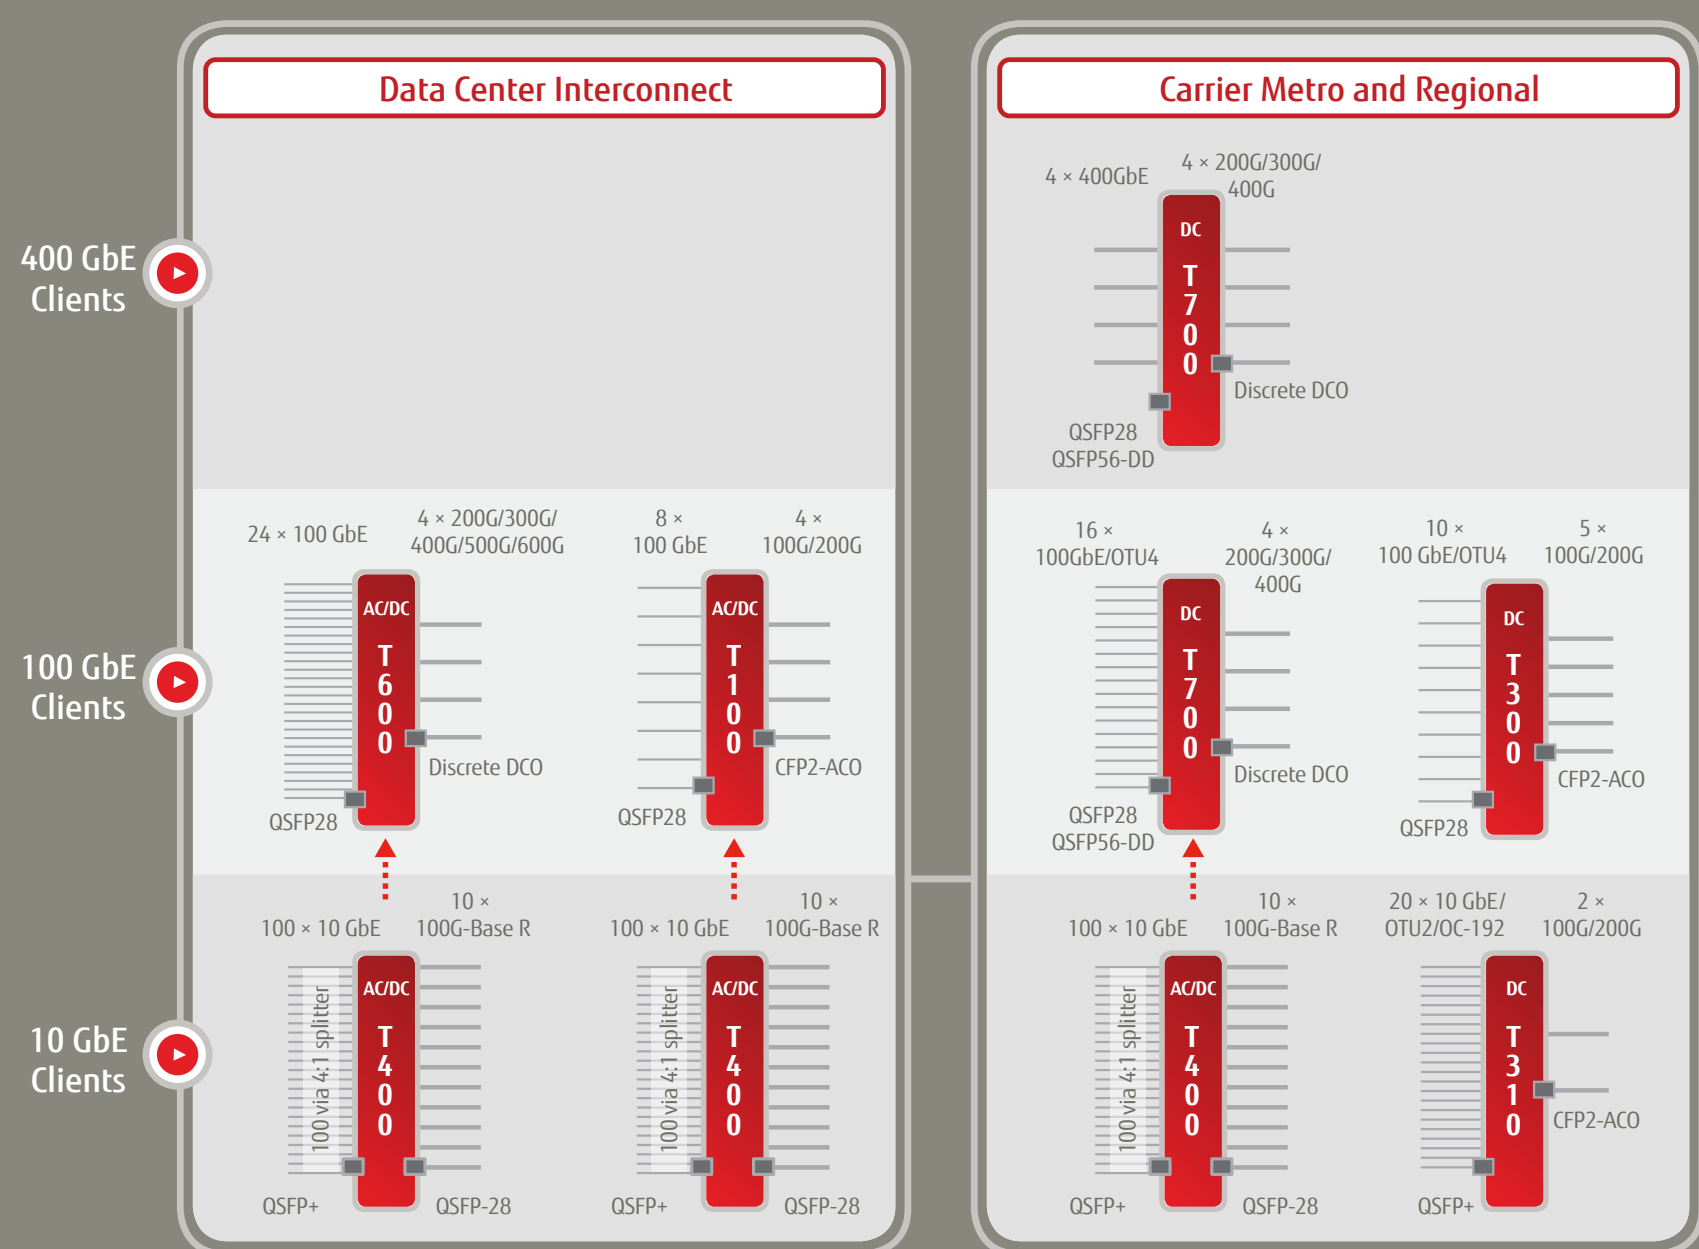 Data Center Interconnect
Carrier Metro and Regional
400 GbE
Clients
4 × 400GbE
4 × 200G/300G/
400G
DC
T
7
0
0
Discrete DCO
QSFP28
QSFP56-DD
100 GbE
Clients
24 × 100 GbE
4 × 200G/300G/
400G/500G/600G
AC/DC
T
6
0
0
Discrete DCO
QSFP28
8 ×
100 GbE
4 ×
100G/200G
AC/DC
T
1
0
0
CFP2-ACO
QSFP28
16 ×
100GbE/OTU4
4 ×
200G/300G/
400G
DC
T
7
0
0
Discrete DCO
QSFP28
QSFP56-DD
10 ×
100 GbE/OTU4
5 ×
100G/200G
DC
T
3
0
0
CFP2-ACO
QSFP28
10 GbE
Clients
100 × 10 GbE
10 ×
100G-Base R
100 via 4:1 splitter
AC/DC
T
4
0
0
QSFP+
QSFP-28
100 × 10 GbE
10 ×
100G-Base R
100 via 4:1 splitter
AC/DC
T
4
0
0
QSFP+
QSFP-28
100 × 10 GbE
10 ×
100G-Base R
100 via 4:1 splitter
AC/DC
T
4
0
0
QSFP+
QSFP-28
20 × 10 GbE/
OTU2/OC-192
2 ×
100G/200G
DC
T
3
1
0
CFP2-ACO
QSFP+